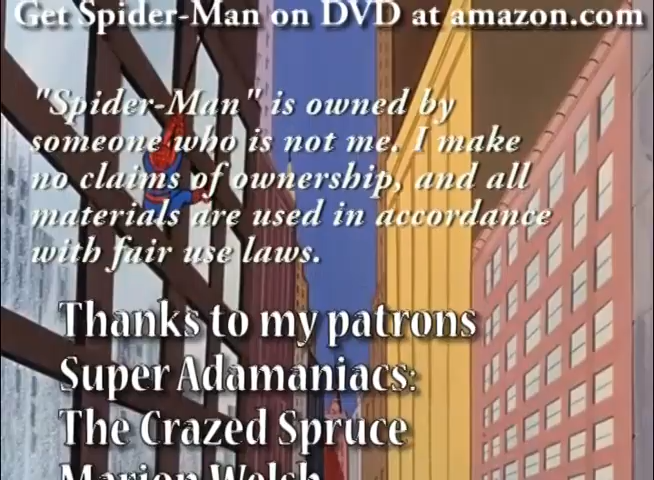 Get Spider-Man on DVD at amazon.com
"Spider-Man" is owned by
someone who is not me. I make
no claims of ownership, and all
materials are used in accordance
with fair use laws.
Thanks to my patrons
Super Adamaniacs:
The Crazed Spruce
Marion Welsh